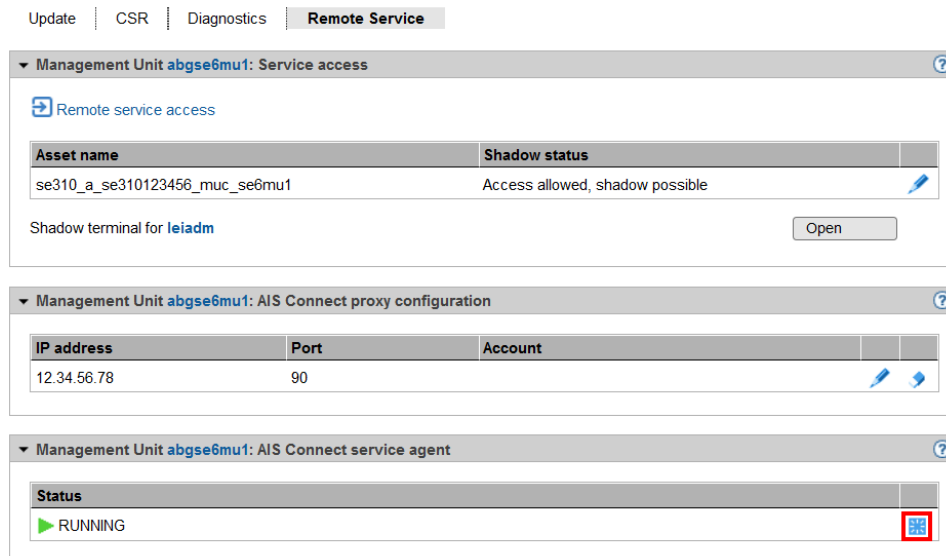 Update CSR Diagnostics Remote Service
Management Unit abgse6mu1: Service access ?
Remote service access
Asset name Shadow status
se310_a_se310123456_muc_se6mu1 Access allowed, shadow possible
Shadow terminal for leiadm Open
Management Unit abgse6mu1: AIS Connect proxy configuration ?
IP address Port Account
12.34.56.78 90
Management Unit abgse6mu1: AIS Connect service agent ?
Status
RUNNING